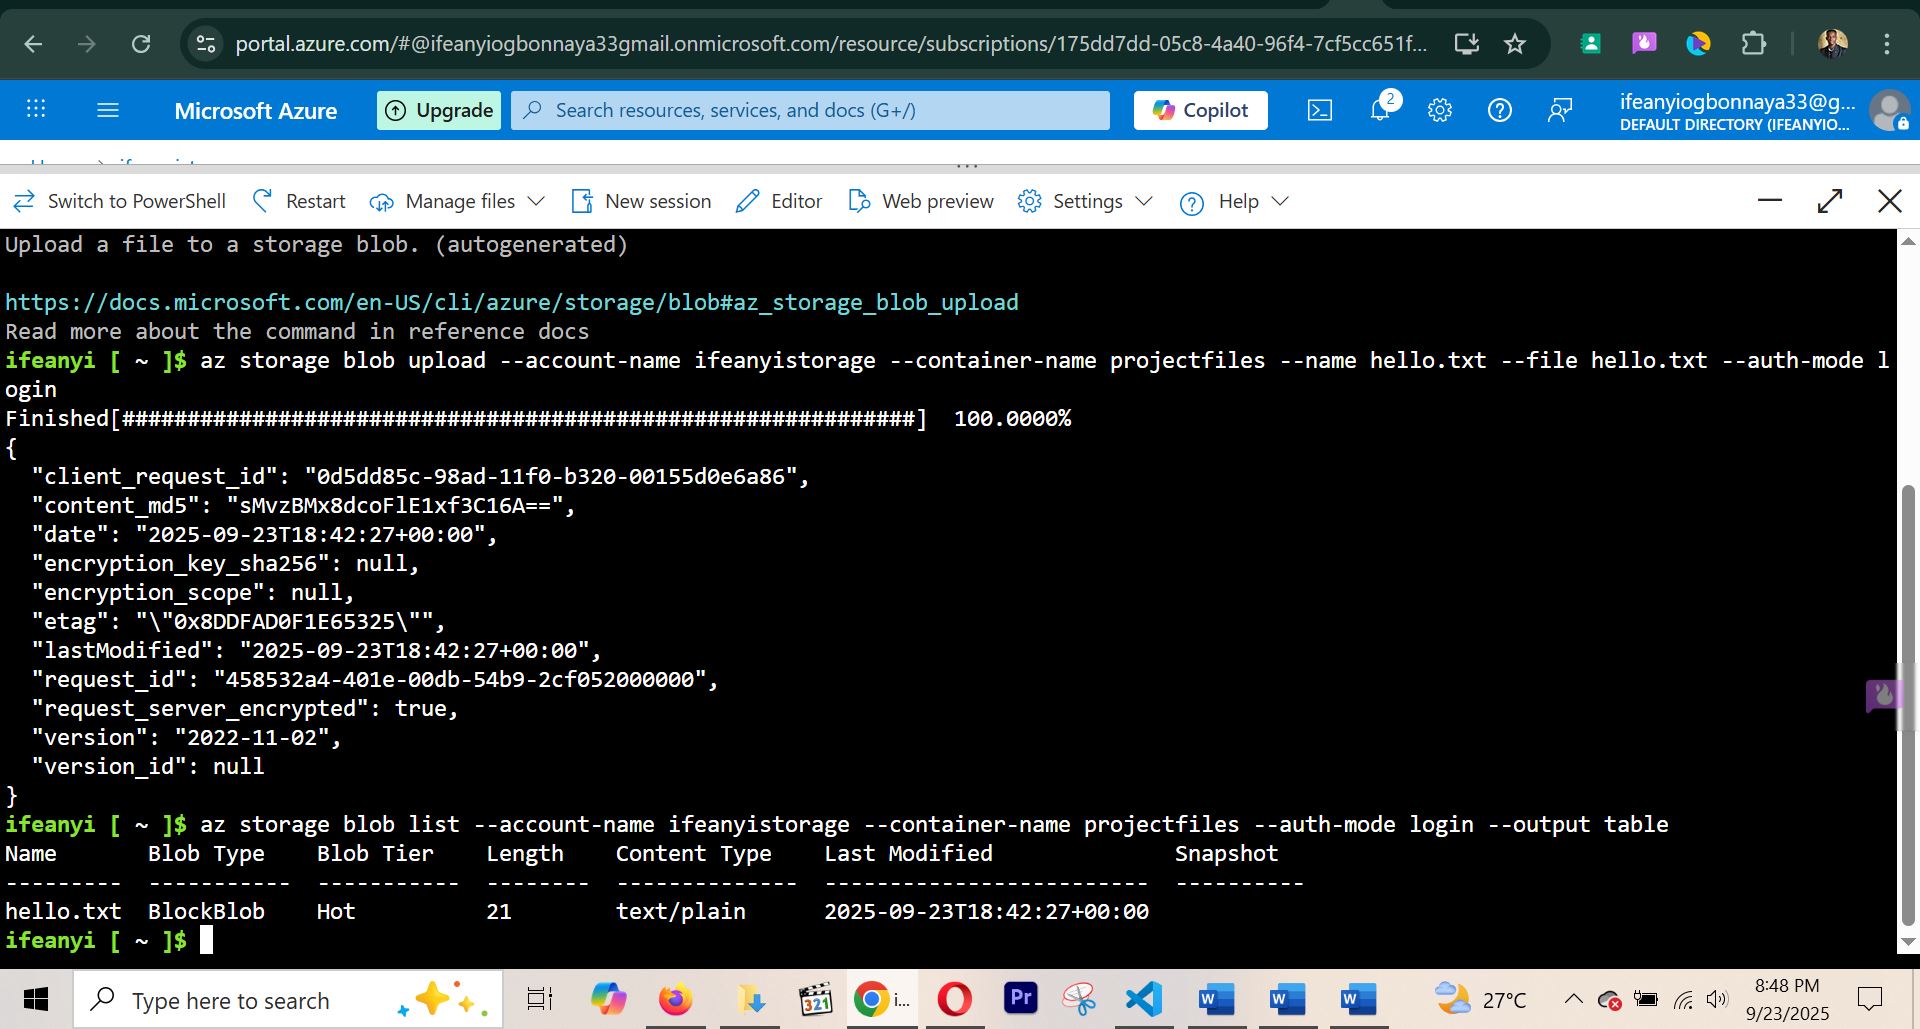 portal.azure.com/#@ifeanyiogbonnaya33gmail.onmicrosoft.com/resource/subscriptions/175dd7dd-05c8-4a40-96f4-7cf5cc651f...
Microsoft Azure
Upgrade
Search resources, services, and docs (G+/)
Copilot
2
ifeanyiogbonnaya33@g...
DEFAULT DIRECTORY (IFEANYIO...
Switch to PowerShell
Restart
Manage files
New session
Editor
Web preview
Settings
Help
Upload a file to a storage blob. (autogenerated)
https://docs.microsoft.com/en-US/cli/azure/storage/blob#az_storage_blob_upload
Read more about the command in reference docs
ifeanyi [ ~ ]$ az storage blob upload --account-name ifeanyistorage --container-name projectfiles --name hello.txt --file hello.txt --auth-mode l
ogin
Finished[#############################################################]  100.0000%
{
  "client_request_id": "0d5dd85c-98ad-11f0-b320-00155d0e6a86",
  "content_md5": "sMvzBMx8dcoFlE1xf3C16A==",
  "date": "2025-09-23T18:42:27+00:00",
  "encryption_key_sha256": null,
  "encryption_scope": null,
  "etag": "\"0x8DDFAD0F1E65325\"",
  "lastModified": "2025-09-23T18:42:27+00:00",
  "request_id": "458532a4-401e-00db-54b9-2cf052000000",
  "request_server_encrypted": true,
  "version": "2022-11-02",
  "version_id": null
}
ifeanyi [ ~ ]$ az storage blob list --account-name ifeanyistorage --container-name projectfiles --auth-mode login --output table
Name       Blob Type    Blob Tier    Length    Content Type    Last Modified              Snapshot
---------  -----------  -----------  --------  --------------  -------------------------  ----------
hello.txt  BlockBlob    Hot          21        text/plain      2025-09-23T18:42:27+00:00
ifeanyi [ ~ ]$
Type here to search
321
i...
Pr
W
W
W
27°C
8:48 PM
9/23/2025